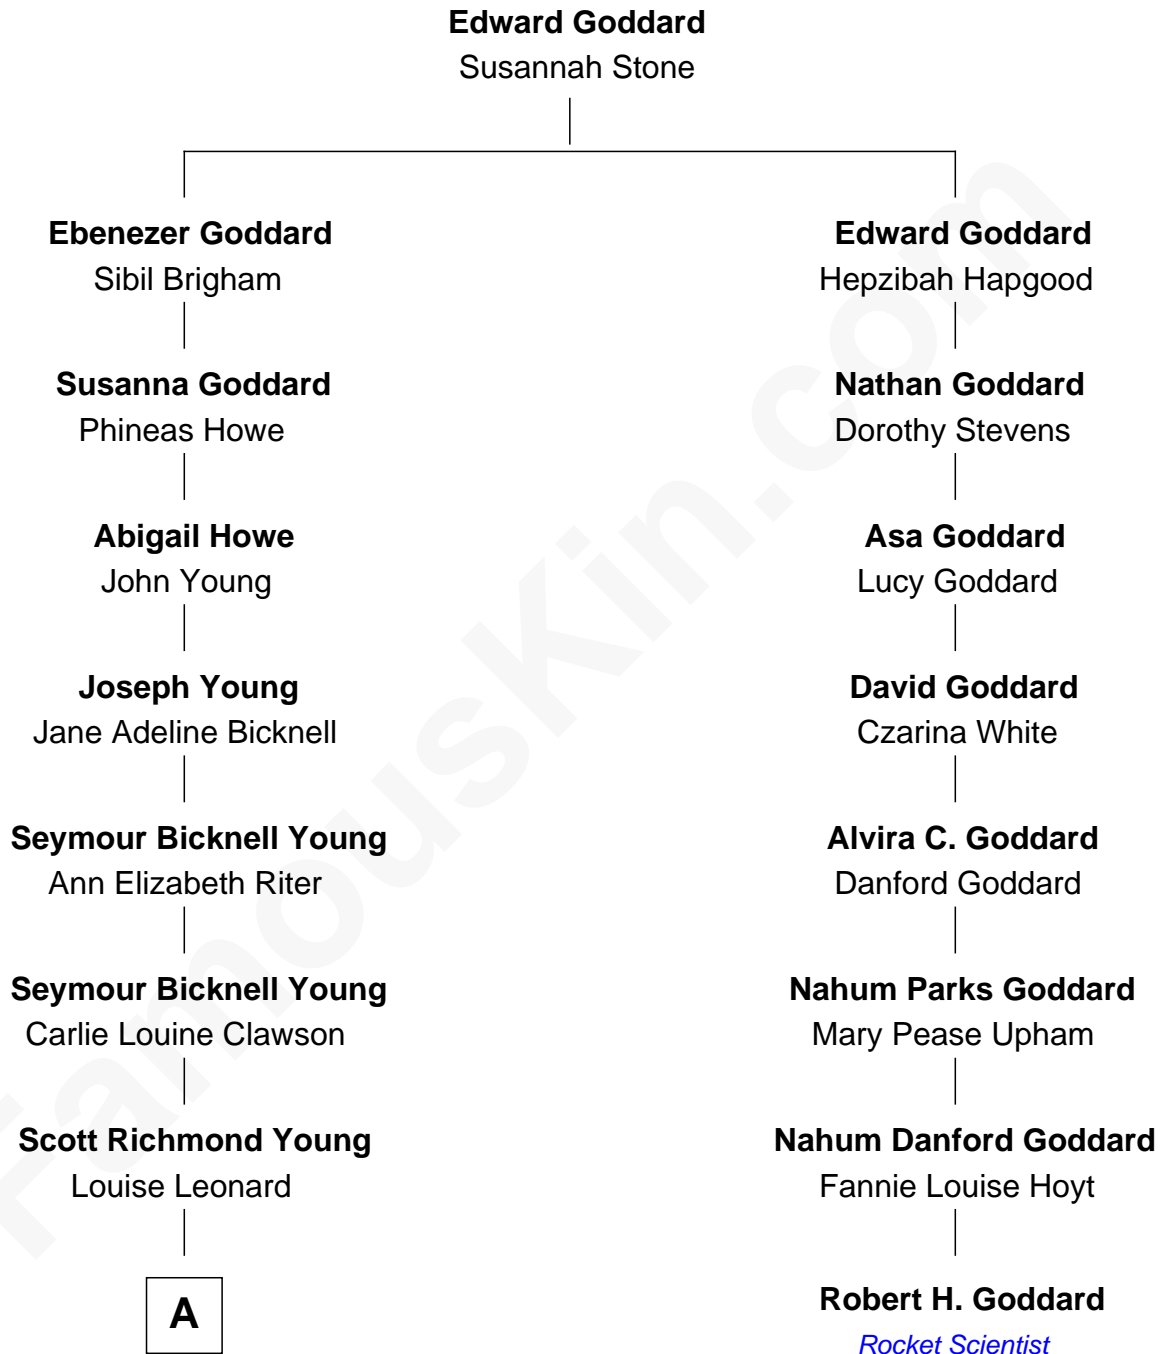 Edward Goddard
Susannah Stone
Ebenezer Goddard
Sibil Brigham
Susanna Goddard
Phineas Howe
Abigail Howe
John Young
Joseph Young
Jane Adeline Bicknell
Seymour Bicknell Young
Ann Elizabeth Riter
Seymour Bicknell Young
Carlie Louine Clawson
Scott Richmond Young
Louise Leonard
A
Edward Goddard
Hepzibah Hapgood
Nathan Goddard
Dorothy Stevens
Asa Goddard
Lucy Goddard
David Goddard
Czarina White
Alvira C. Goddard
Danford Goddard
Nahum Parks Goddard
Mary Pease Upham
Nahum Danford Goddard
Fannie Louise Hoyt
Robert H. Goddard
Rocket Scientist
FamousKin.com